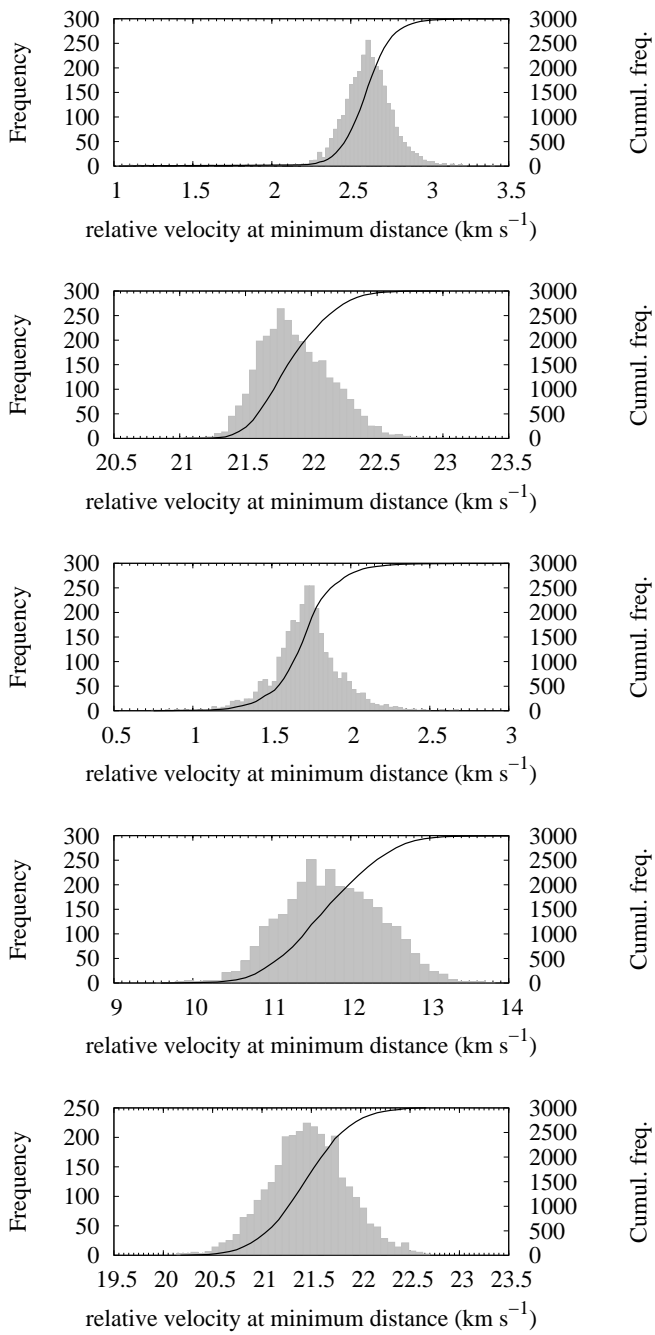 300 3000
250 2500
200 2000
150 1500
100 1000
50 500
0 0
Frequency
Cumul. freq.
1 1.5 2 2.5 3 3.5
relative velocity at minimum distance (km s⁻¹)
300 3000
250 2500
200 2000
150 1500
100 1000
50 500
0 0
Frequency
Cumul. freq.
20.5 21 21.5 22 22.5 23 23.5
relative velocity at minimum distance (km s⁻¹)
300 3000
250 2500
200 2000
150 1500
100 1000
50 500
0 0
Frequency
Cumul. freq.
0.5 1 1.5 2 2.5 3
relative velocity at minimum distance (km s⁻¹)
300 3000
250 2500
200 2000
150 1500
100 1000
50 500
0 0
Frequency
Cumul. freq.
9 10 11 12 13 14
relative velocity at minimum distance (km s⁻¹)
250 3000
200 2500
150 2000
100 1500
50 1000
0 500
0
Frequency
Cumul. freq.
19.5 20 20.5 21 21.5 22 22.5 23 23.5
relative velocity at minimum distance (km s⁻¹)